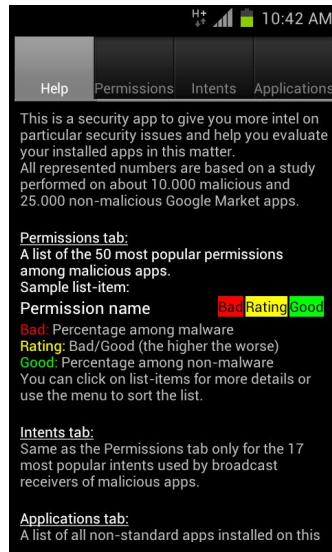 H+ 10:42 AM
Help Permissions Intents Applications
This is a security app to give you more intel on
particular security issues and help you evaluate
your installed apps in this matter.
All represented numbers are based on a study
performed on about 10.000 malicious and
25.000 non-malicious Google Market apps.
Permissions tab:
A list of the 50 most popular permissions
among malicious apps.
Sample list-item:
Permission name Bad Rating Good
Bad: Percentage among malware
Rating: Bad/Good (the higher the worse)
Good: Percentage among non-malware
You can click on list-items for more details or
use the menu to sort the list.
Intents tab:
Same as the Permissions tab only for the 17
most popular intents used by broadcast
receivers of malicious apps.
Applications tab:
A list of all non-standard apps installed on this